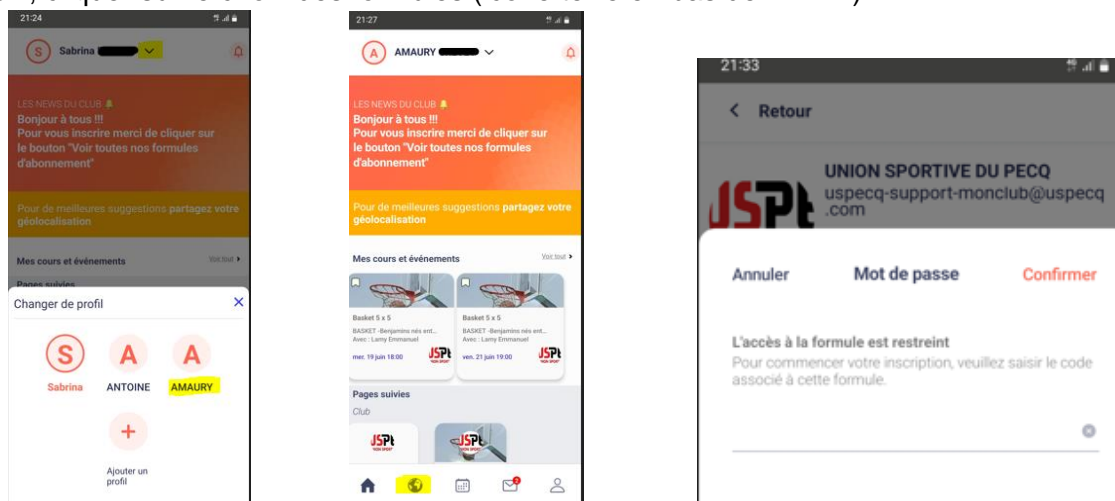 21:24
S
Sabrina
LES NEWS DU CLUB
Bonjour à tous !!!
Pour vous inscrire merci de cliquer sur
le bouton "Voir toutes nos formules
d'abonnement"
Pour de meilleures suggestions partagez votre
géolocalisation
Mes cours et événements
Voir tout
Pages suivies
Changer de profil
S
A
A
Sabrina
ANTOINE
AMAURY
+
Ajouter un
profil
21:27
A
AMAURY
LES NEWS DU CLUB
Bonjour à tous !!!
Pour vous inscrire merci de cliquer sur
le bouton "Voir toutes nos formules
d'abonnement"
Pour de meilleures suggestions partagez votre
géolocalisation
Mes cours et événements
Voir tout
Basket 5 x 5
BASKET -Benjamins nés ent...
Avec : Lamy Emmanuel
mer. 19 juin 18:00
Basket 5 x 5
BASKET -Benjamins nés ent...
Avec : Lamy Emmanuel
ven. 21 juin 19:00
Pages suivies
Club
21:33
Retour
UNION SPORTIVE DU PECQ
uspecq-support-monclub@uspecq
.com
Annuler
Mot de passe
Confirmer
L'accès à la formule est restreint
Pour commencer votre inscription, veuillez saisir le code
associé à cette formule.